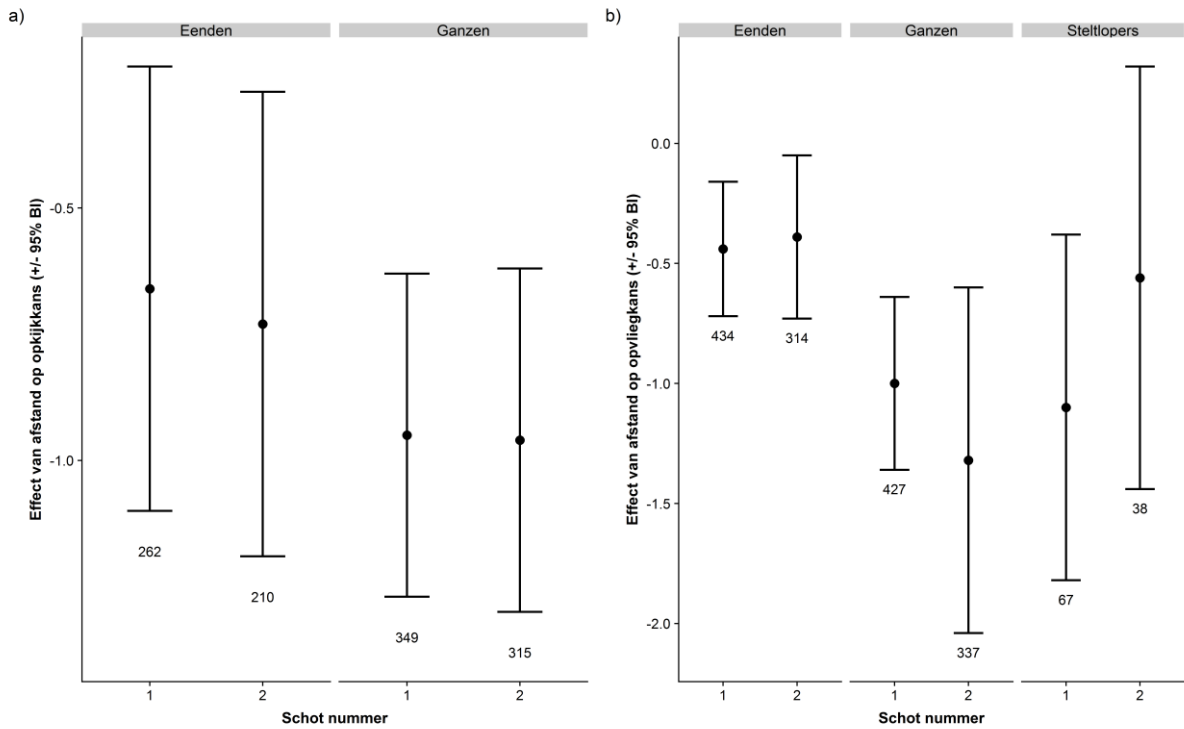 a)
Eenden Ganzen
Effect van afstand op opkijkkans (+/- 95% BI)
-0.5
-1.0
262
210
349
315
1 2 1 2
Schot nummer
b)
Eenden Ganzen Steltlopers
Effect van afstand op opvliegkans (+/- 95% BI)
0.0
-0.5
-1.0
-1.5
-2.0
434
314
427
337
67
38
1 2 1 2 1 2
Schot nummer